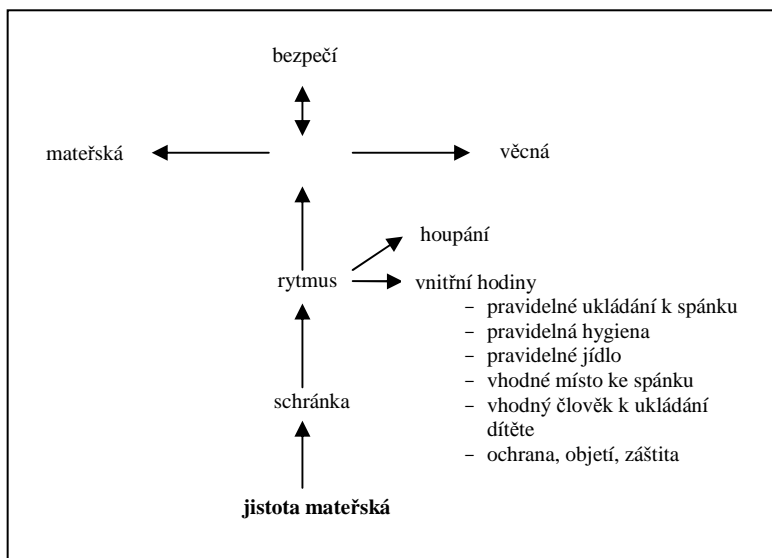 bezpečí
mateřská
věcná
houpání
rytmus
vnitřní hodiny
– pravidelné ukládání k spánku
– pravidelná hygiena
– pravidelné jídlo
– vhodné místo ke spánku
schránka
– vhodný člověk k ukládání
dítěte
– ochrana, objetí, záštita
jistota mateřská